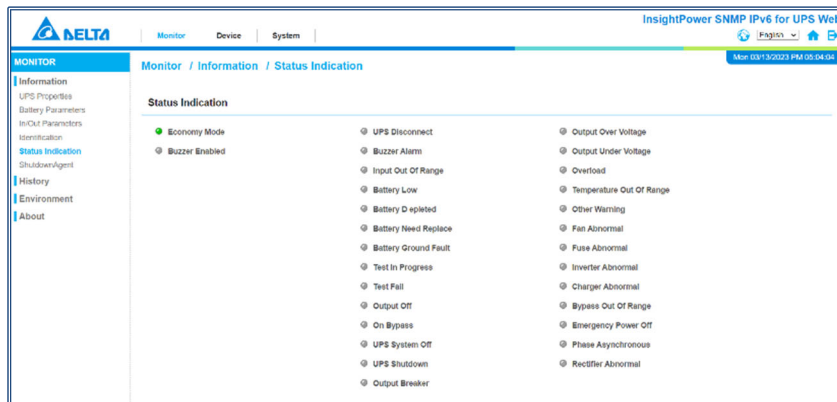 InsightPower SNMP IPv6 for UPS Wel
DELTA
Monitor Device System
English
MONITOR
Monitor / Information / Status Indication
Mon 03/13/2023 PM 05:04:04
Information
UPS Properties
Battery Parameters
In/Out Parameters
Identification
Status Indication
ShutdownAgent
History
Environment
About
Status Indication
Economy Mode
Buzzer Enabled
UPS Disconnect
Buzzer Alarm
Input Out Of Range
Battery Low
Battery D epleted
Battery Need Replace
Battery Ground Fault
Test In Progress
Test Fail
Output Off
On Bypass
UPS System Off
UPS Shutdown
Output Breaker
Output Over Voltage
Output Under Voltage
Overload
Temperature Out Of Range
Other Warning
Fan Abnormal
Fuse Abnormal
Inverter Abnormal
Charger Abnormal
Bypass Out Of Range
Emergency Power Off
Phase Asynchronous
Rectifier Abnormal